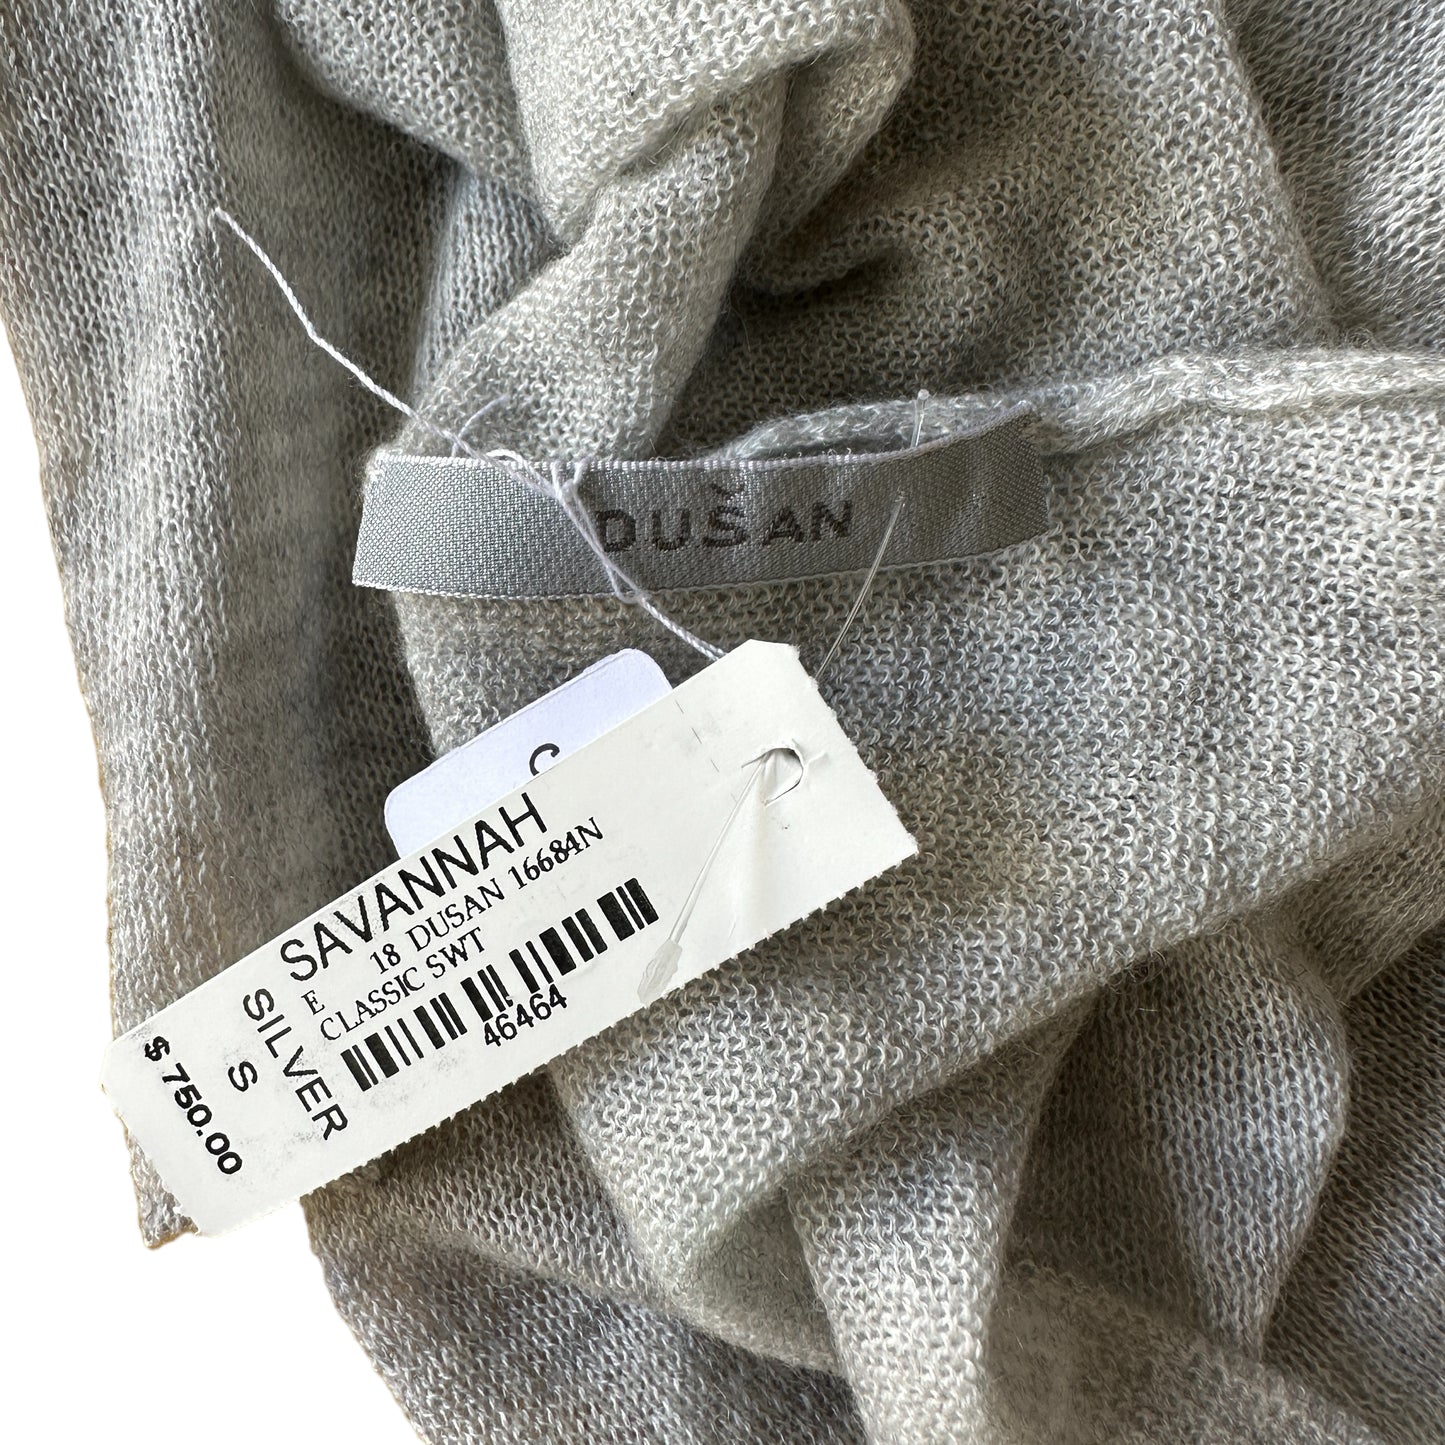 DUŠAN
SAVANNAH
18 DUSAN 16684N
E
CLASSIC SWT
46464
SILVER
S
$ 750.00